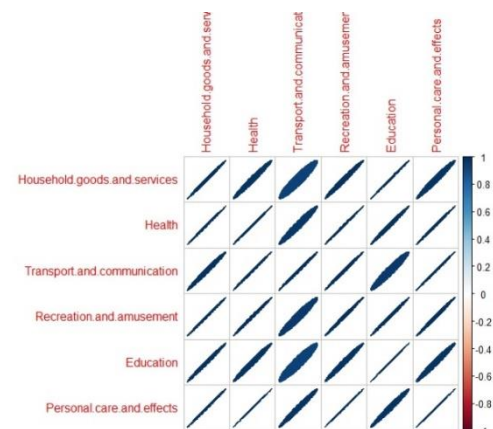 Household.goods.and.serv
Health
Transport.and.communicat
Recreation.and.amusemer
Education
Personal.care.and.effects
Household.goods.and.services
Health
Transport.and.communication
Recreation.and.amusement
Education
Personal.care.and.effects
1
0.8
0.6
0.4
0.2
0
-0.2
-0.4
-0.6
-0.8